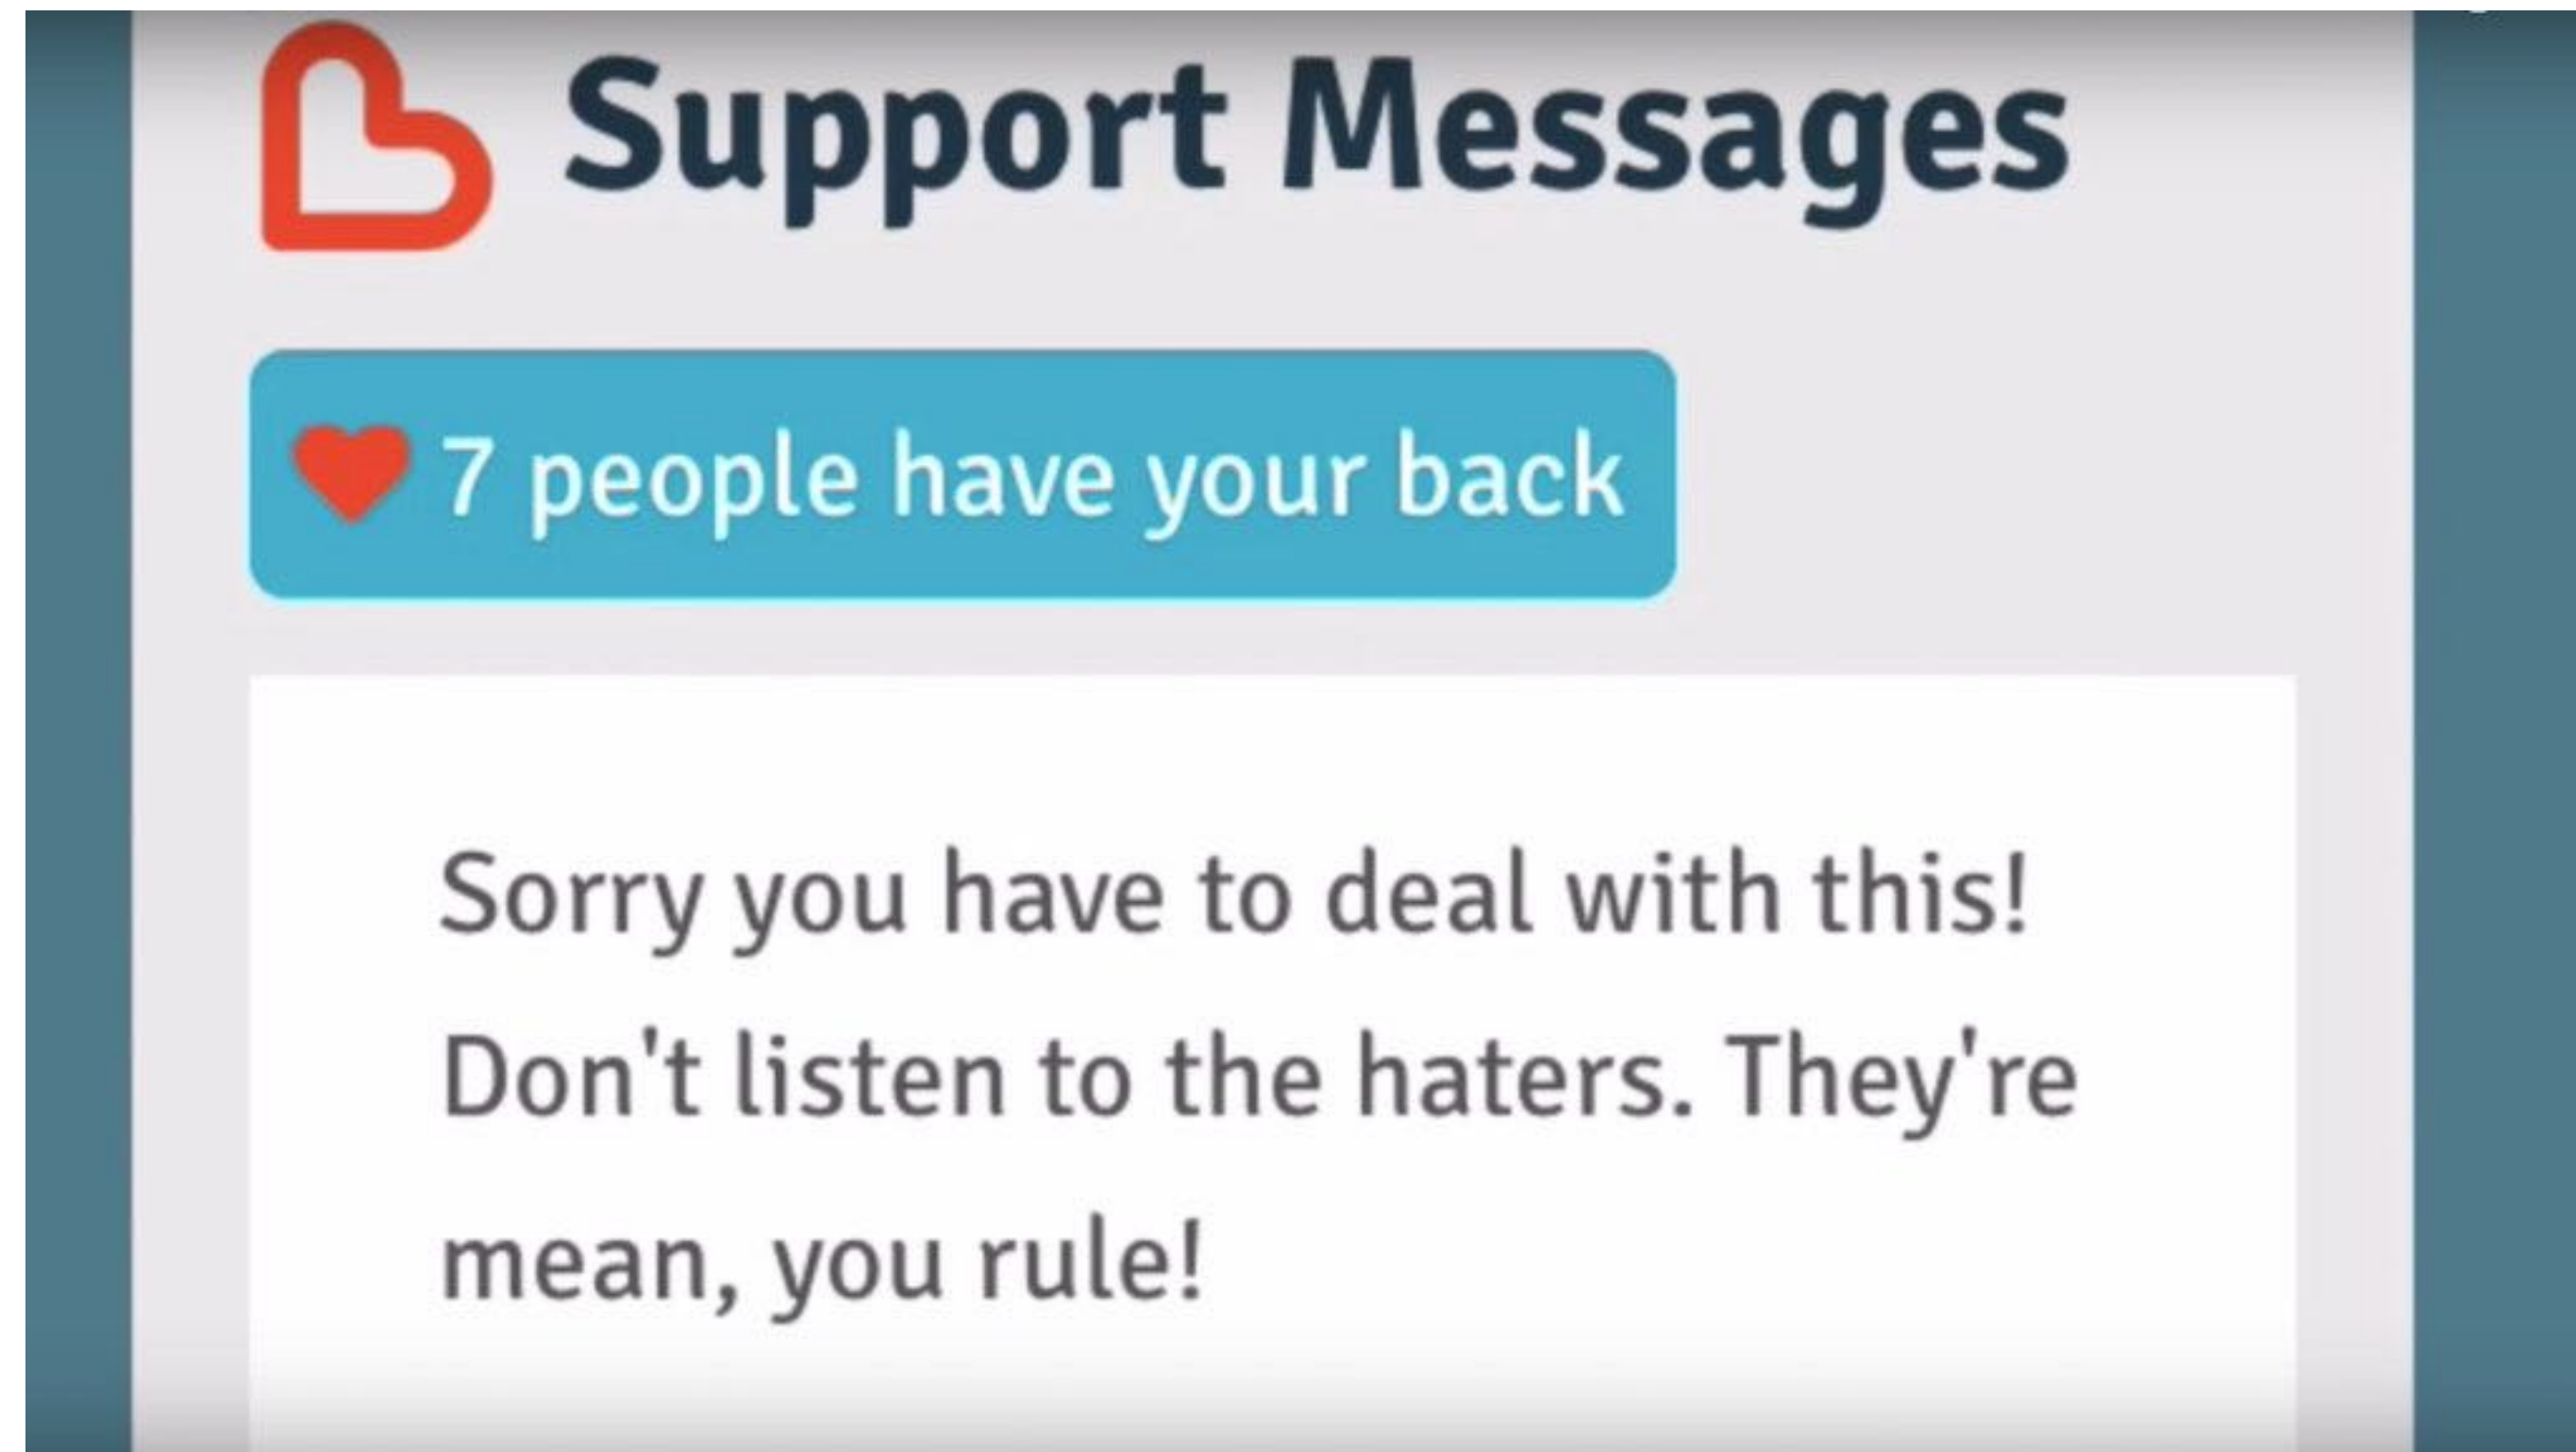 Support Messages
7 people have your back
Sorry you have to deal with this!
Don't listen to the haters. They're
mean, you rule!